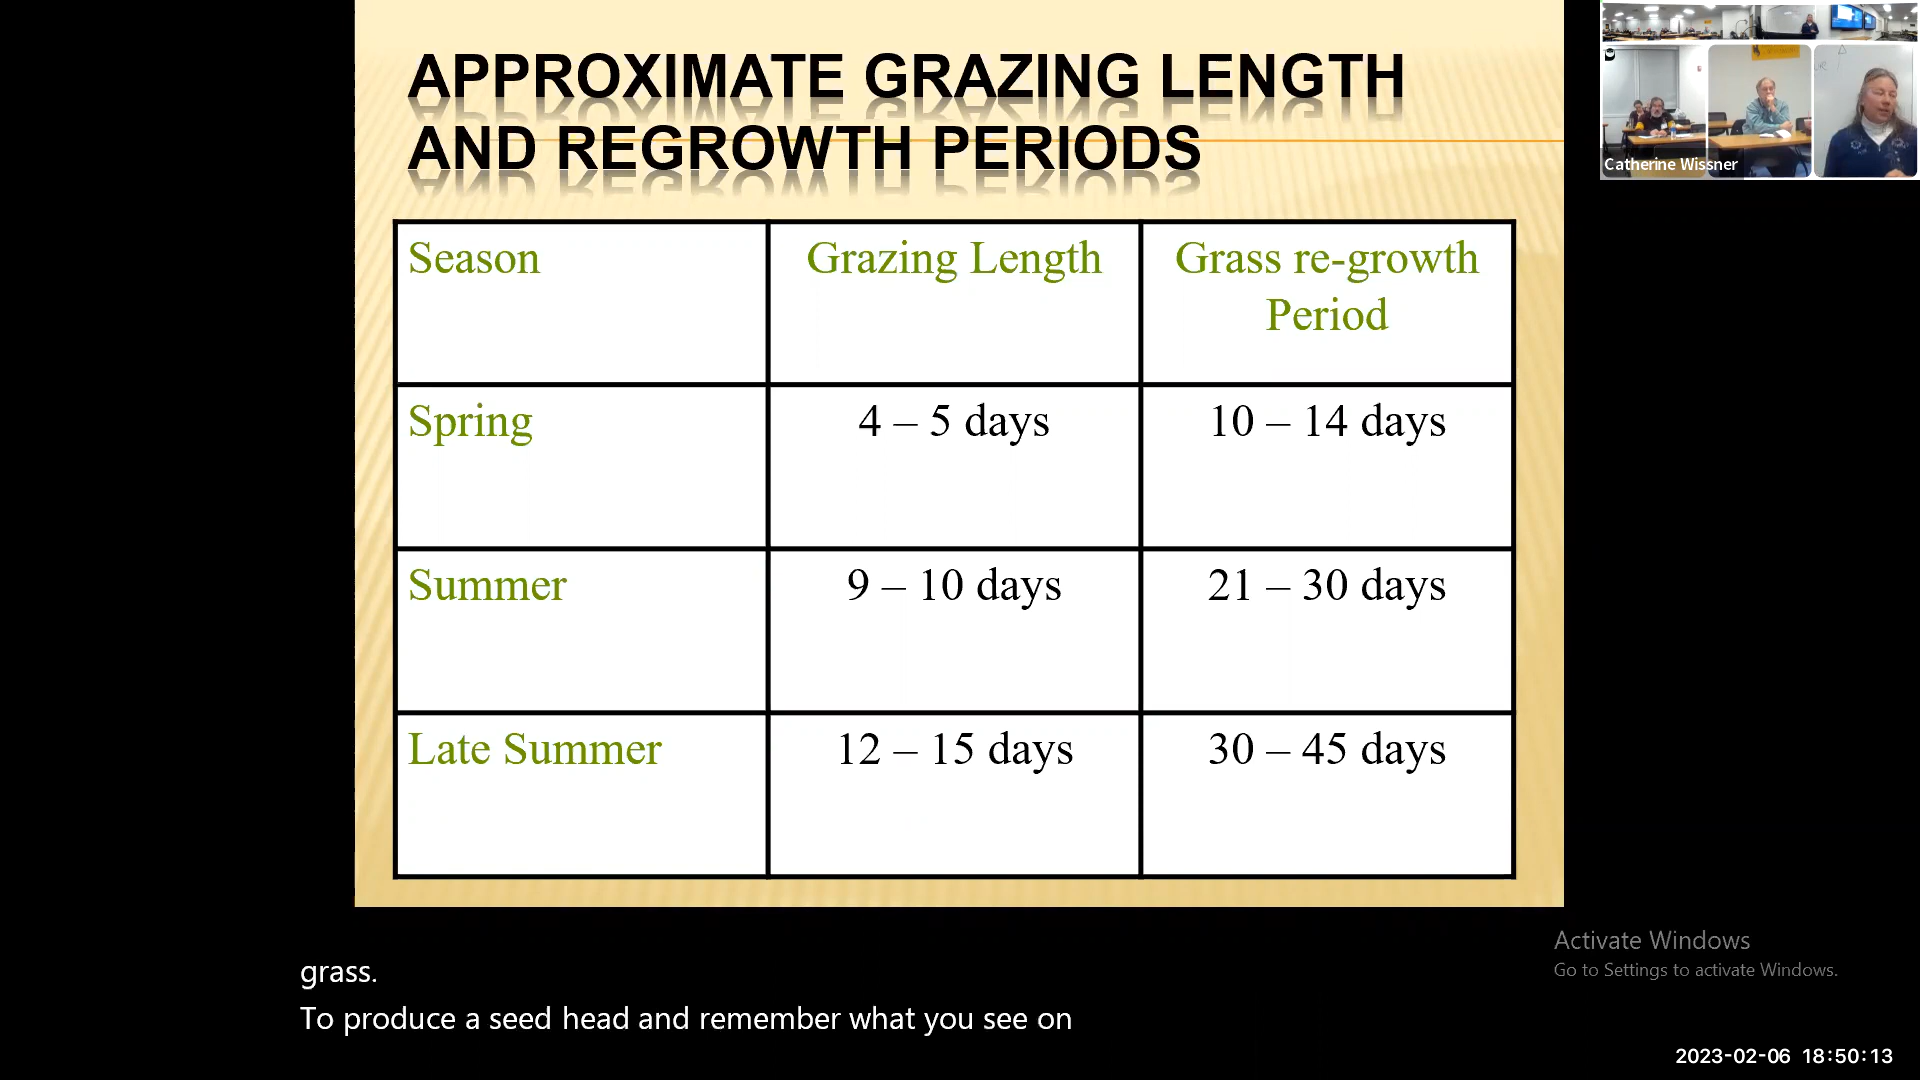 APPROXIMATE GRAZING LENGTH
AND REGROWTH PERIODS
Season
Grazing Length
Grass re-growth
Period
Spring
4 – 5 days
10 – 14 days
Summer
9 – 10 days
21 – 30 days
Late Summer
12 – 15 days
30 – 45 days
Catherine Wissner
grass.
To produce a seed head and remember what you see on
Activate Windows
Go to Settings to activate Windows.
2023-02-06 18:50:13